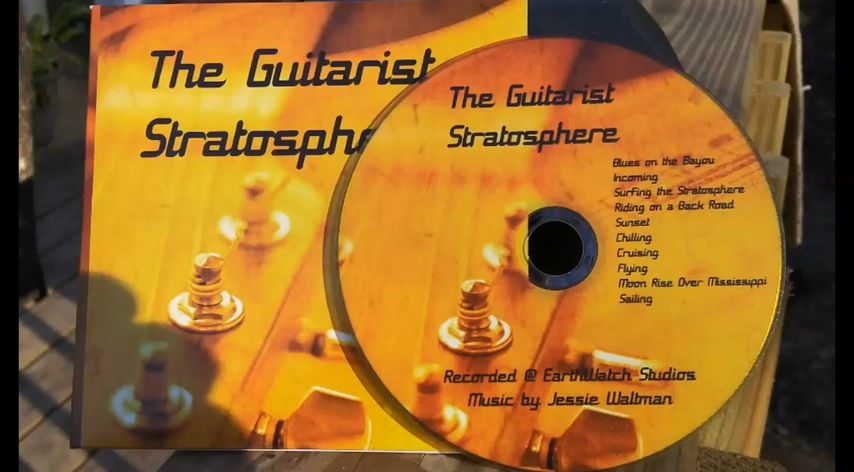 The Guitarist
Stratosphe
The Guitarist
Stratosphere
Blues on the Bayou
Incoming
Surfing the Stratosphere
Riding on a Back Road
Sunset
Chilling
Cruising
Flying
Moon Rise Over Mississippi
Sailing
Recorded @ EarthWatch Studios
Music by Jessie Waltman